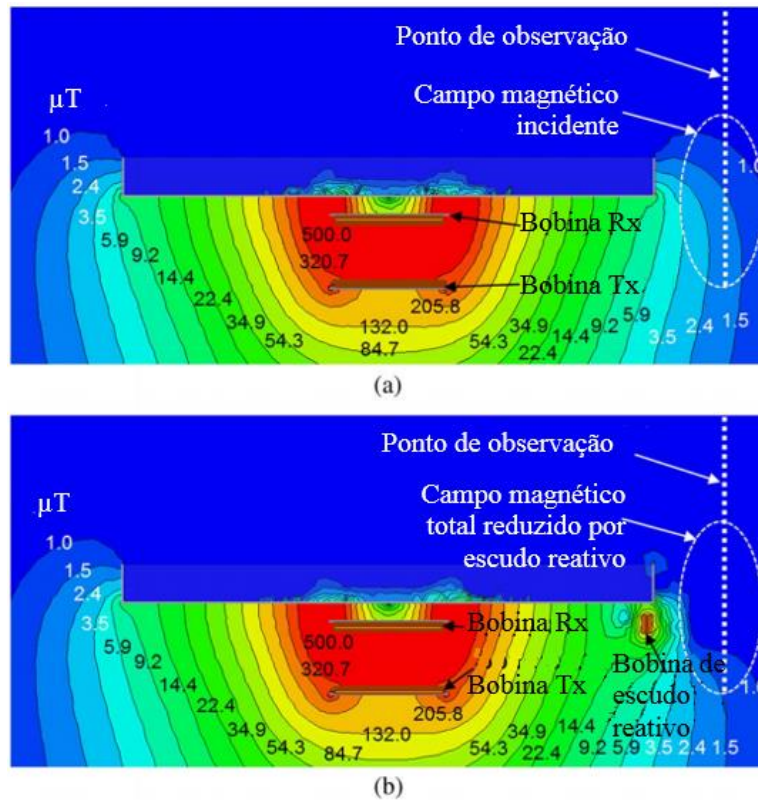 Ponto de observação
µT
Campo magnético
incidente
1.0
1.5
2.4
3.5
5.9
9.2
14.4
22.4
34.9
54.3
84.7
132.0
205.8
320.7
500.0
Bobina Rx
Bobina Tx
54.3
34.9
22.4
14.4
9.2
5.9
3.5
2.4
1.5
1.0
(a)
Ponto de observação
µT
Campo magnético
total reduzido por
escudo reativo
1.0
1.5
2.4
3.5
5.9
9.2
14.4
22.4
34.9
54.3
84.7
132.0
205.8
320.7
500.0
Bobina Rx
Bobina Tx
Bobina de
escudo
reativo
54.3
34.9
22.4
14.4
9.2
5.9
3.5
2.4
1.5
1.0
(b)